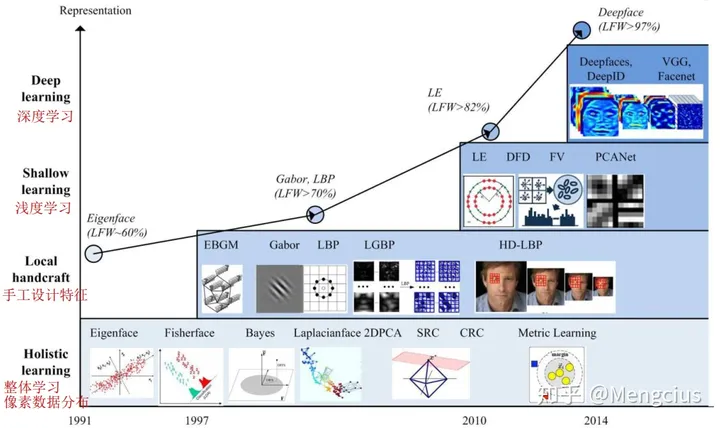 Representation
Deepface
(LFW>97%)
Deep
learning
深度学习
Deepfaces,
DeepID
VGG,
Facenet
LE
(LFW>82%)
Shallow
learning
浅度学习
LE DFD FV PCANet
Gabor, LBP
(LFW>70%)
Eigenface
(LFW~60%)
Local
handcraft
手工设计特征
EBGM Gabor LBP LGBP HD-LBP
LBP
Holistic
learning
整体学习
像素数据分布
Eigenface Fisherface Bayes Laplacianface 2DPCA SRC CRC Metric Learning
margin
知乎 @Mengcius
1991 1997 2010 2014